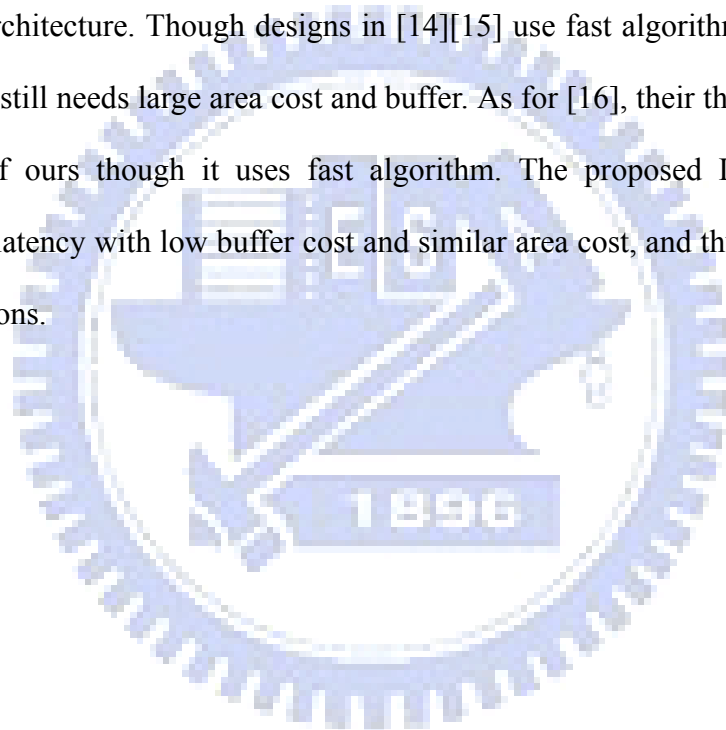 rchitecture. Though designs in [14][15] use fast algorithm
still needs large area cost and buffer. As for [16], their th
f ours though it uses fast algorithm. The proposed I
latency with low buffer cost and similar area cost, and th
ons.
1896